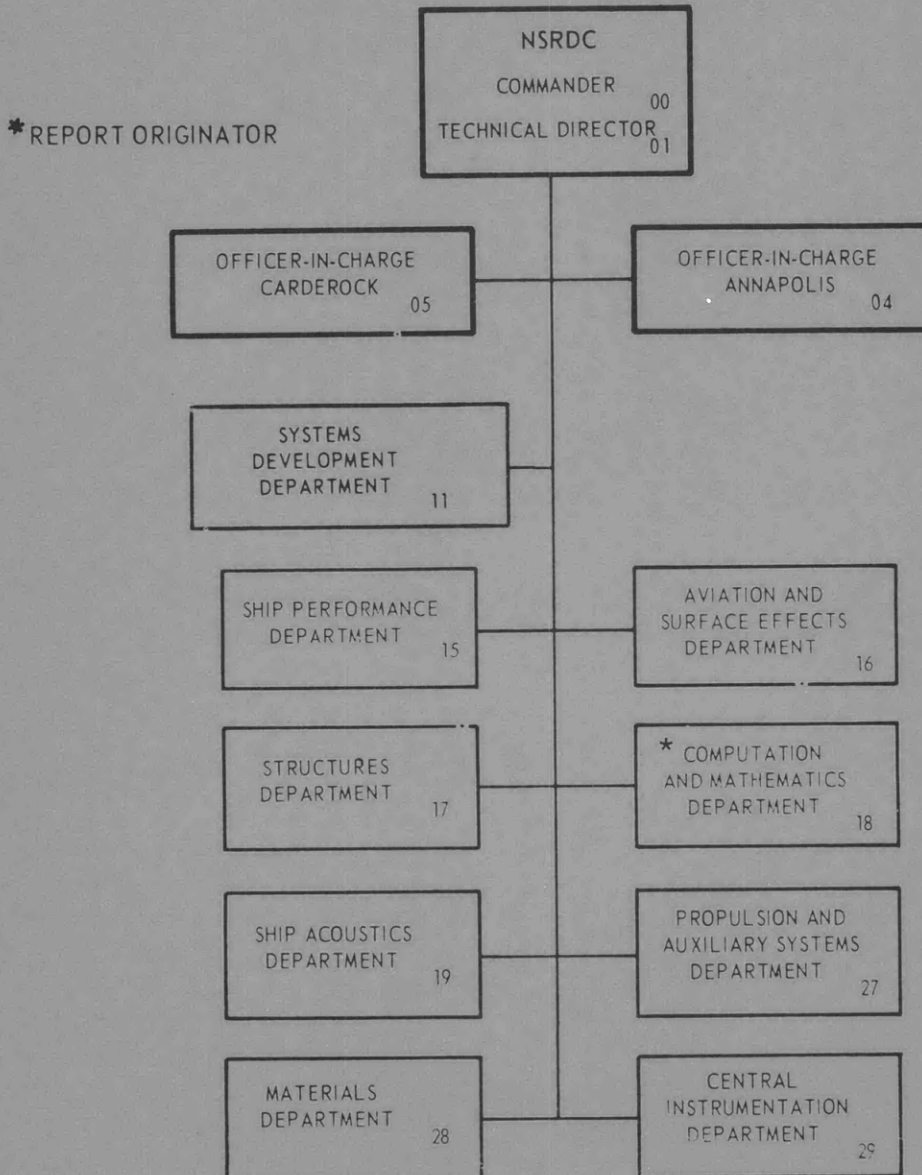 NSRDC
COMMANDER
00
TECHNICAL DIRECTOR
01
* REPORT ORIGINATOR
OFFICER-IN-CHARGE
CARDEROCK
05
OFFICER-IN-CHARGE
ANNAPOLIS
04
SYSTEMS
DEVELOPMENT
DEPARTMENT
11
SHIP PERFORMANCE
DEPARTMENT
15
AVIATION AND
SURFACE EFFECTS
DEPARTMENT
16
STRUCTURES
DEPARTMENT
17
* COMPUTATION
AND MATHEMATICS
DEPARTMENT
18
SHIP ACOUSTICS
DEPARTMENT
19
PROPULSION AND
AUXILIARY SYSTEMS
DEPARTMENT
27
MATERIALS
DEPARTMENT
28
CENTRAL
INSTRUMENTATION
DEPARTMENT
29